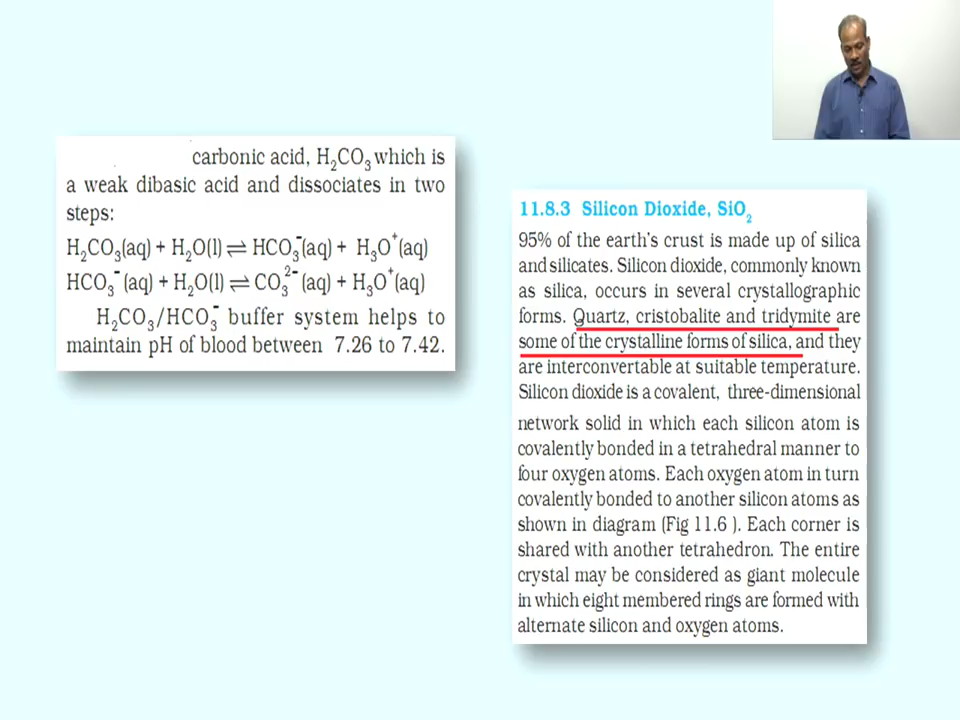 carbonic acid, H₂CO₃ which is
a weak dibasic acid and dissociates in two
steps:
H₂CO₃(aq) + H₂O(l) ⇌ HCO₃⁻(aq) + H₃O⁺(aq)
HCO₃⁻(aq) + H₂O(l) ⇌ CO₃²⁻(aq) + H₃O⁺(aq)
H₂CO₃/HCO₃⁻ buffer system helps to
maintain pH of blood between 7.26 to 7.42.
11.8.3 Silicon Dioxide, SiO₂
95% of the earth's crust is made up of silica
and silicates. Silicon dioxide, commonly known
as silica, occurs in several crystallographic
forms. Quartz, cristobalite and tridymite are
some of the crystalline forms of silica, and they
are interconvertable at suitable temperature.
Silicon dioxide is a covalent, three-dimensional
network solid in which each silicon atom is
covalently bonded in a tetrahedral manner to
four oxygen atoms. Each oxygen atom in turn
covalently bonded to another silicon atoms as
shown in diagram (Fig 11.6 ). Each corner is
shared with another tetrahedron. The entire
crystal may be considered as giant molecule
in which eight membered rings are formed with
alternate silicon and oxygen atoms.